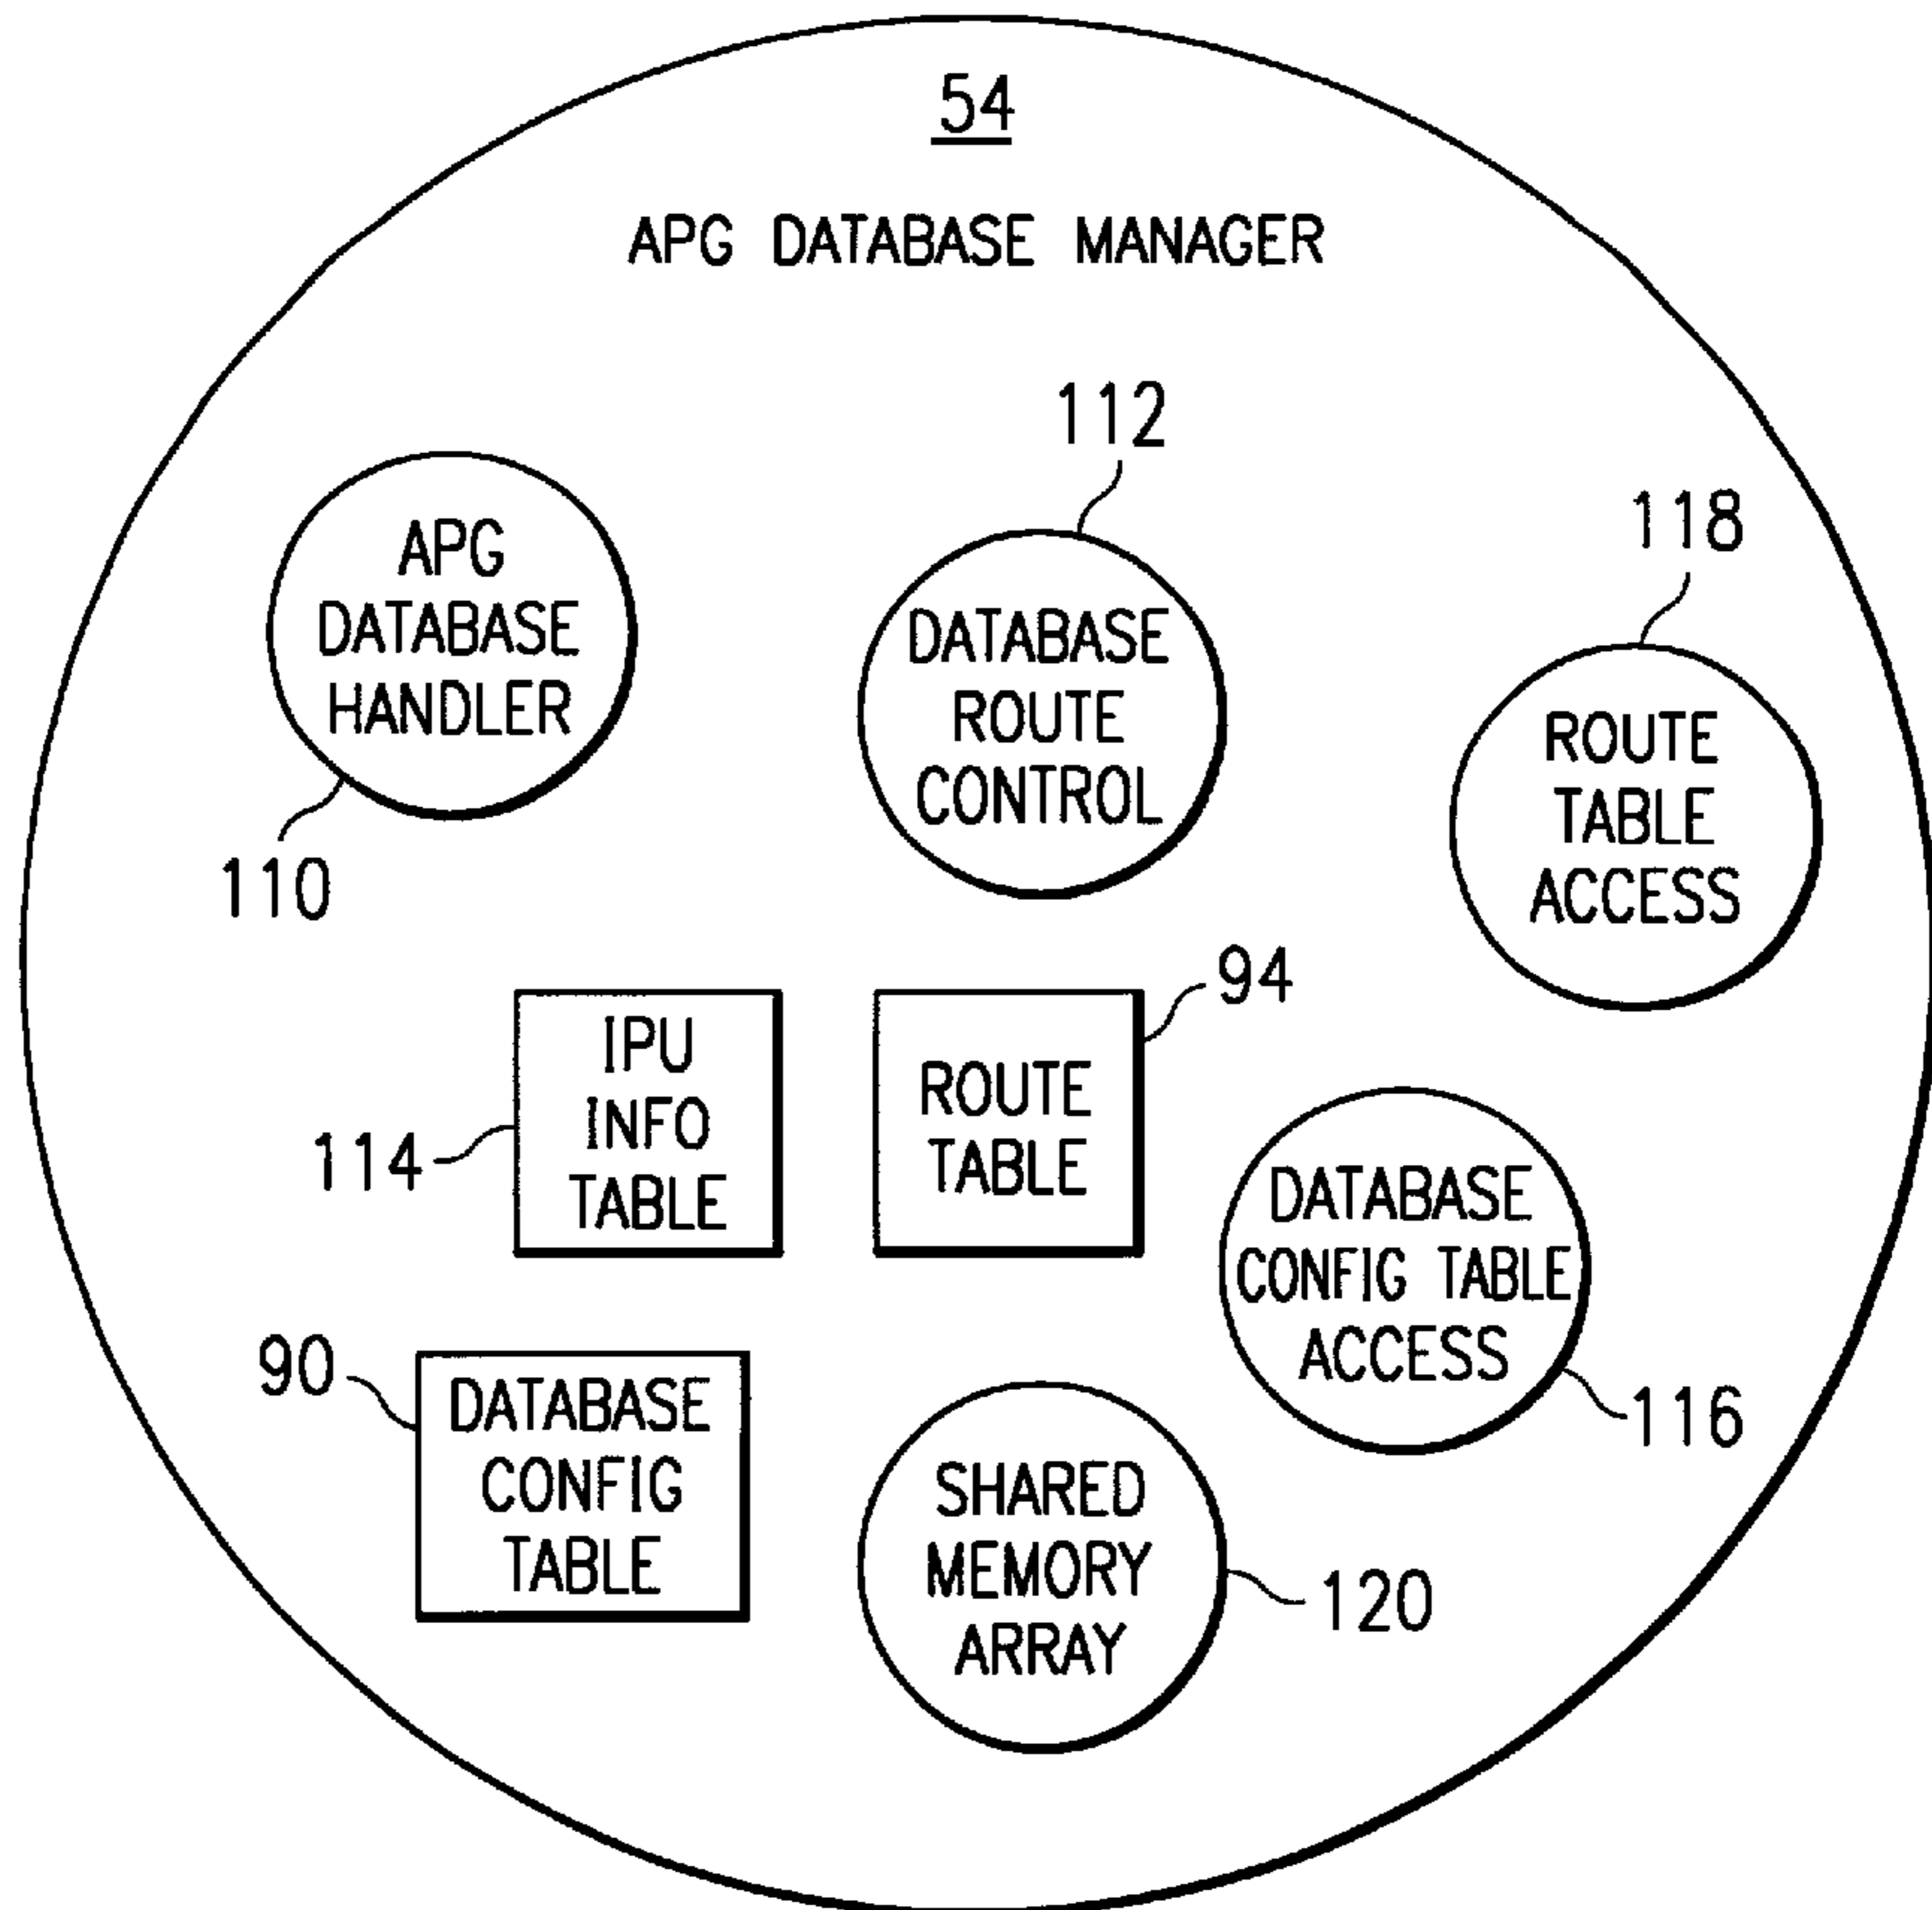 54
APG DATABASE MANAGER
112
118
APG
DATABASE
HANDLER
110
DATABASE
ROUTE
CONTROL
ROUTE
TABLE
ACCESS
94
IPU
INFO
TABLE
114
ROUTE
TABLE
DATABASE
CONFIG TABLE
ACCESS
116
90
DATABASE
CONFIG
TABLE
SHARED
MEMORY
ARRAY
120